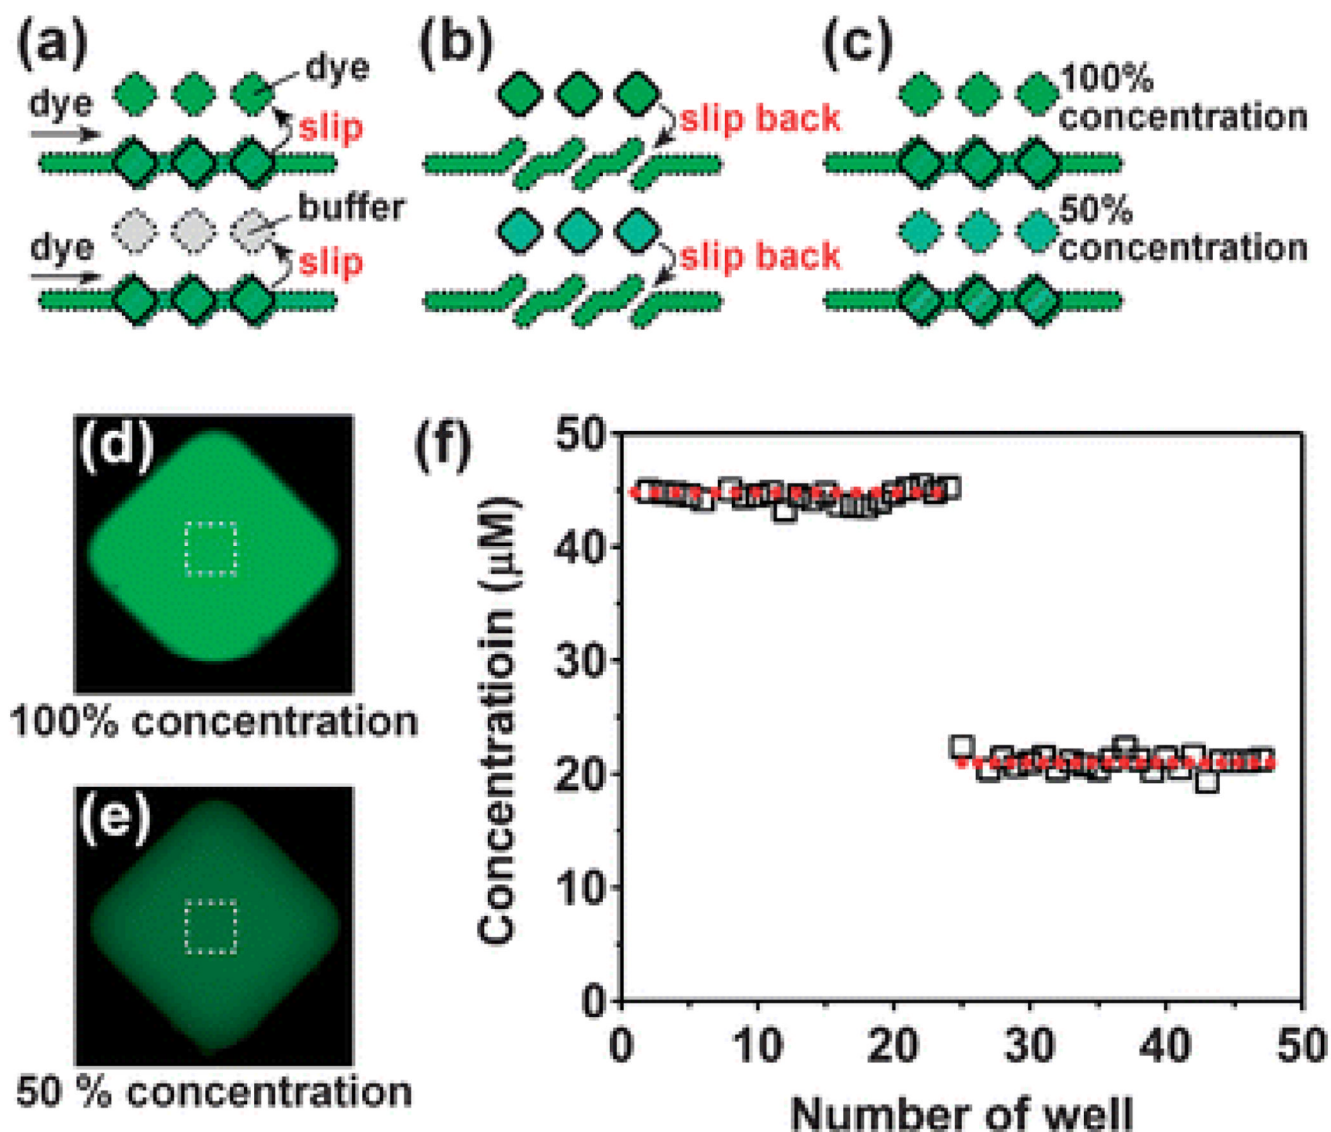 (a)
dye
dye
slip
buffer
dye
slip
(b)
slip back
slip back
(c)
100%
concentration
50%
concentration
(d)
100% concentration
(e)
50 % concentration
(f)
Concentratioin (μM)
50
40
30
20
10
0
0 10 20 30 40 50
Number of well